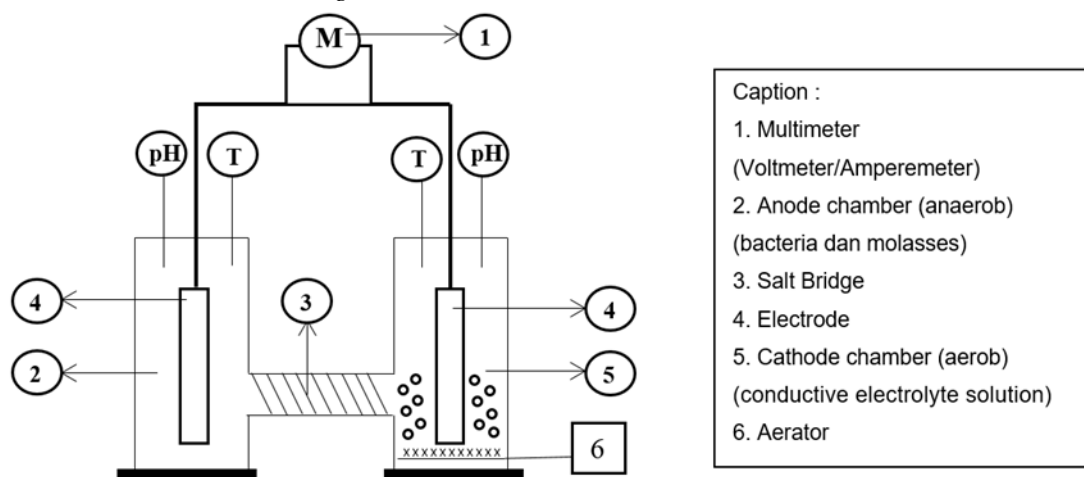 M
1
pH
T
T
pH
4
3
4
2
5
6
Caption :
1. Multimeter
(Voltmeter/Amperemeter)
2. Anode chamber (anaerob)
(bacteria dan molasses)
3. Salt Bridge
4. Electrode
5. Cathode chamber (aerob)
(conductive electrolyte solution)
6. Aerator